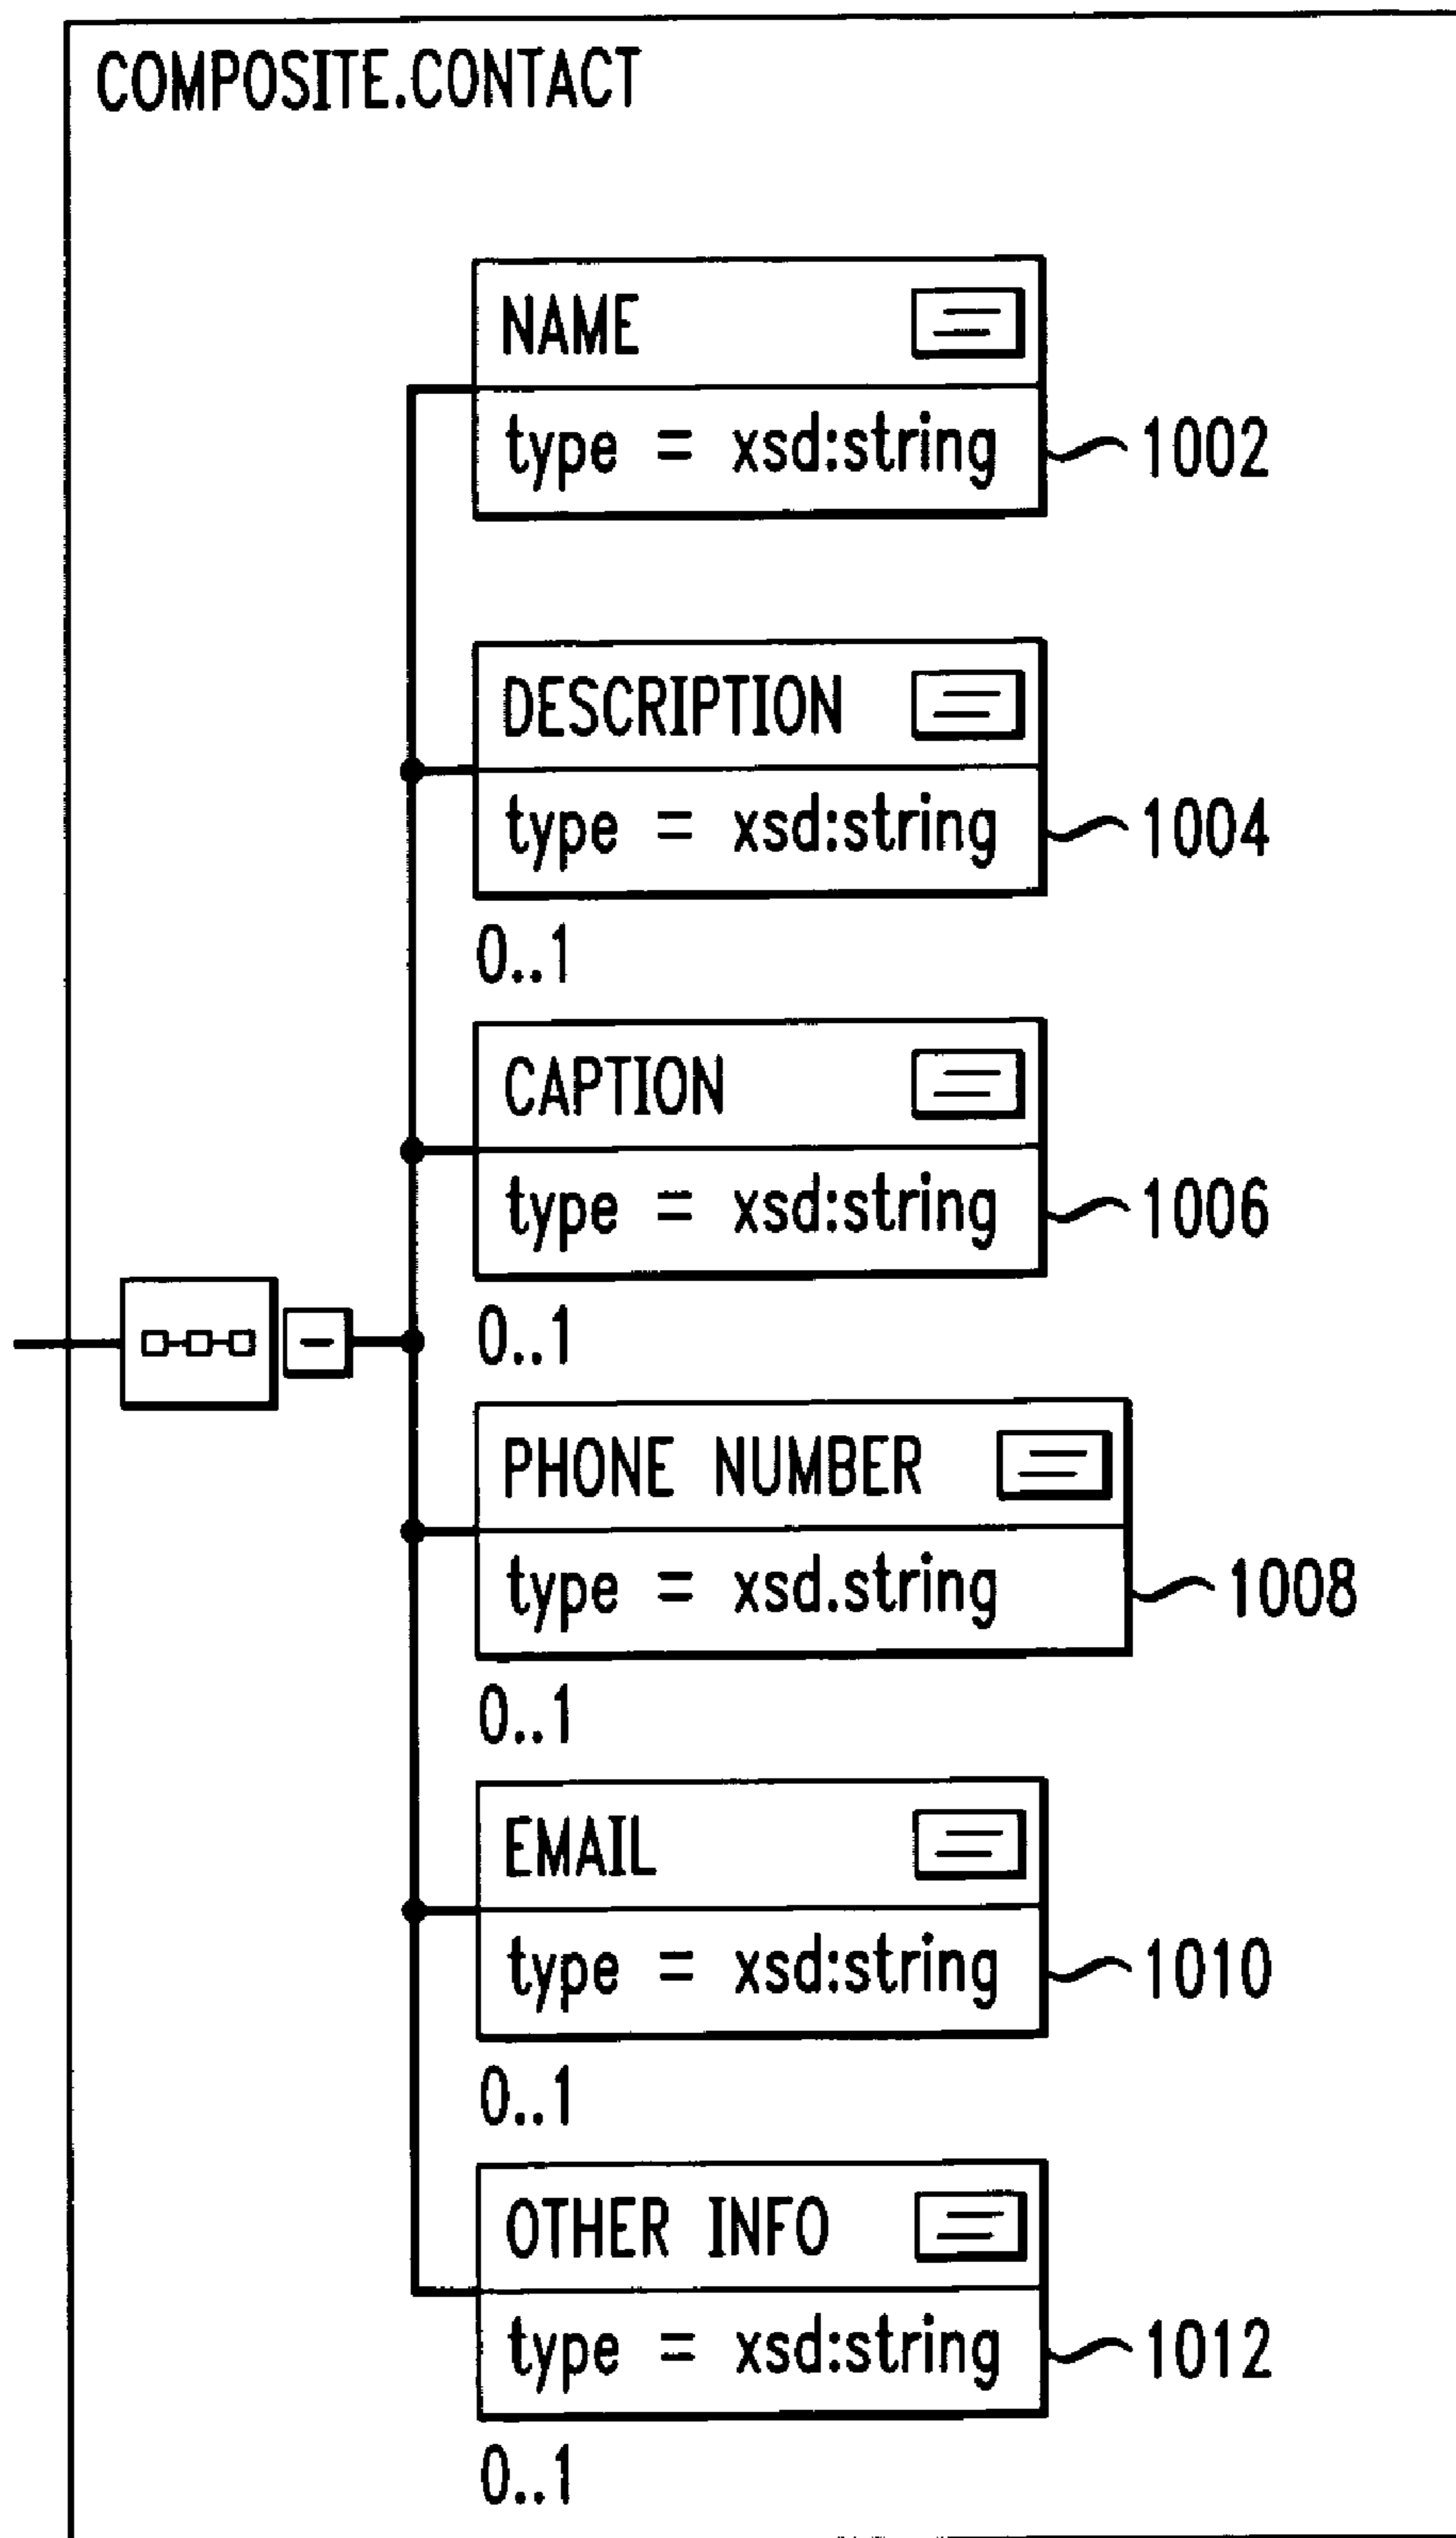 COMPOSITE.CONTACT
NAME
type = xsd:string
1002
DESCRIPTION
type = xsd:string
1004
0..1
CAPTION
type = xsd:string
1006
0..1
PHONE NUMBER
type = xsd.string
1008
0..1
EMAIL
type = xsd:string
1010
0..1
OTHER INFO
type = xsd:string
1012
0..1